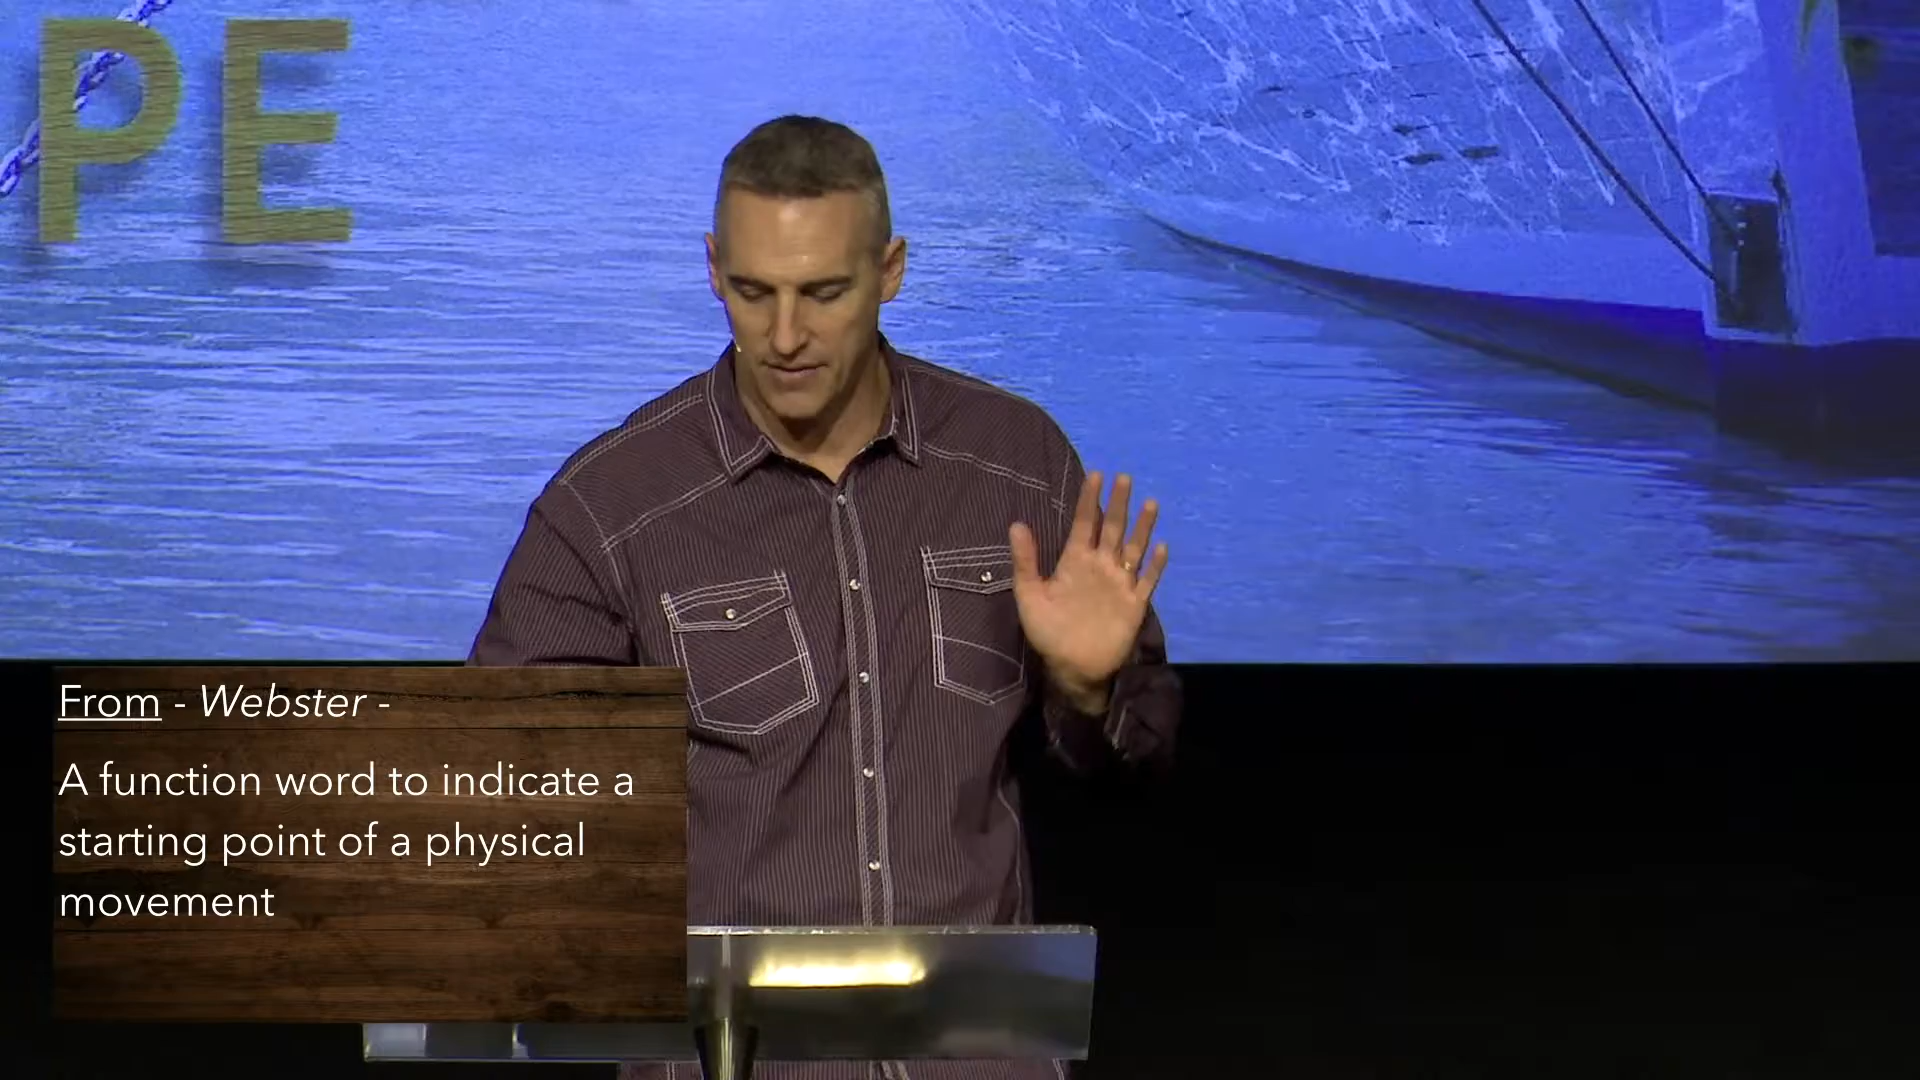 PE
From - Webster -
A function word to indicate a
starting point of a physical
movement